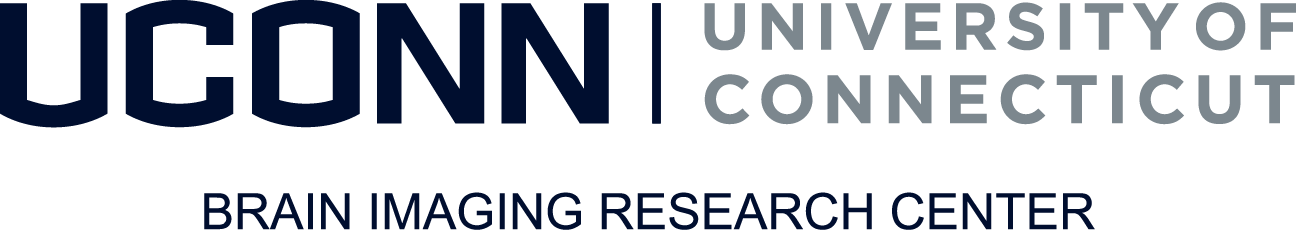 UCONN
UNIVERSITY OF
CONNECTICUT
BRAIN IMAGING RESEARCH CENTER